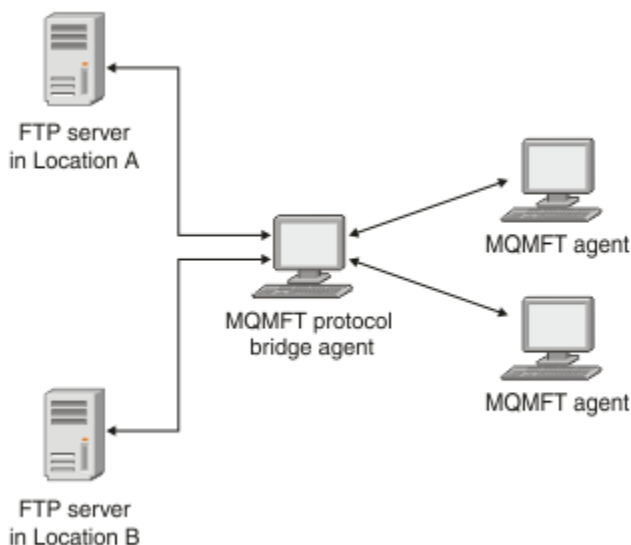 FTP server
in Location A
MQMFT agent
MQMFT protocol
bridge agent
MQMFT agent
FTP server
in Location B